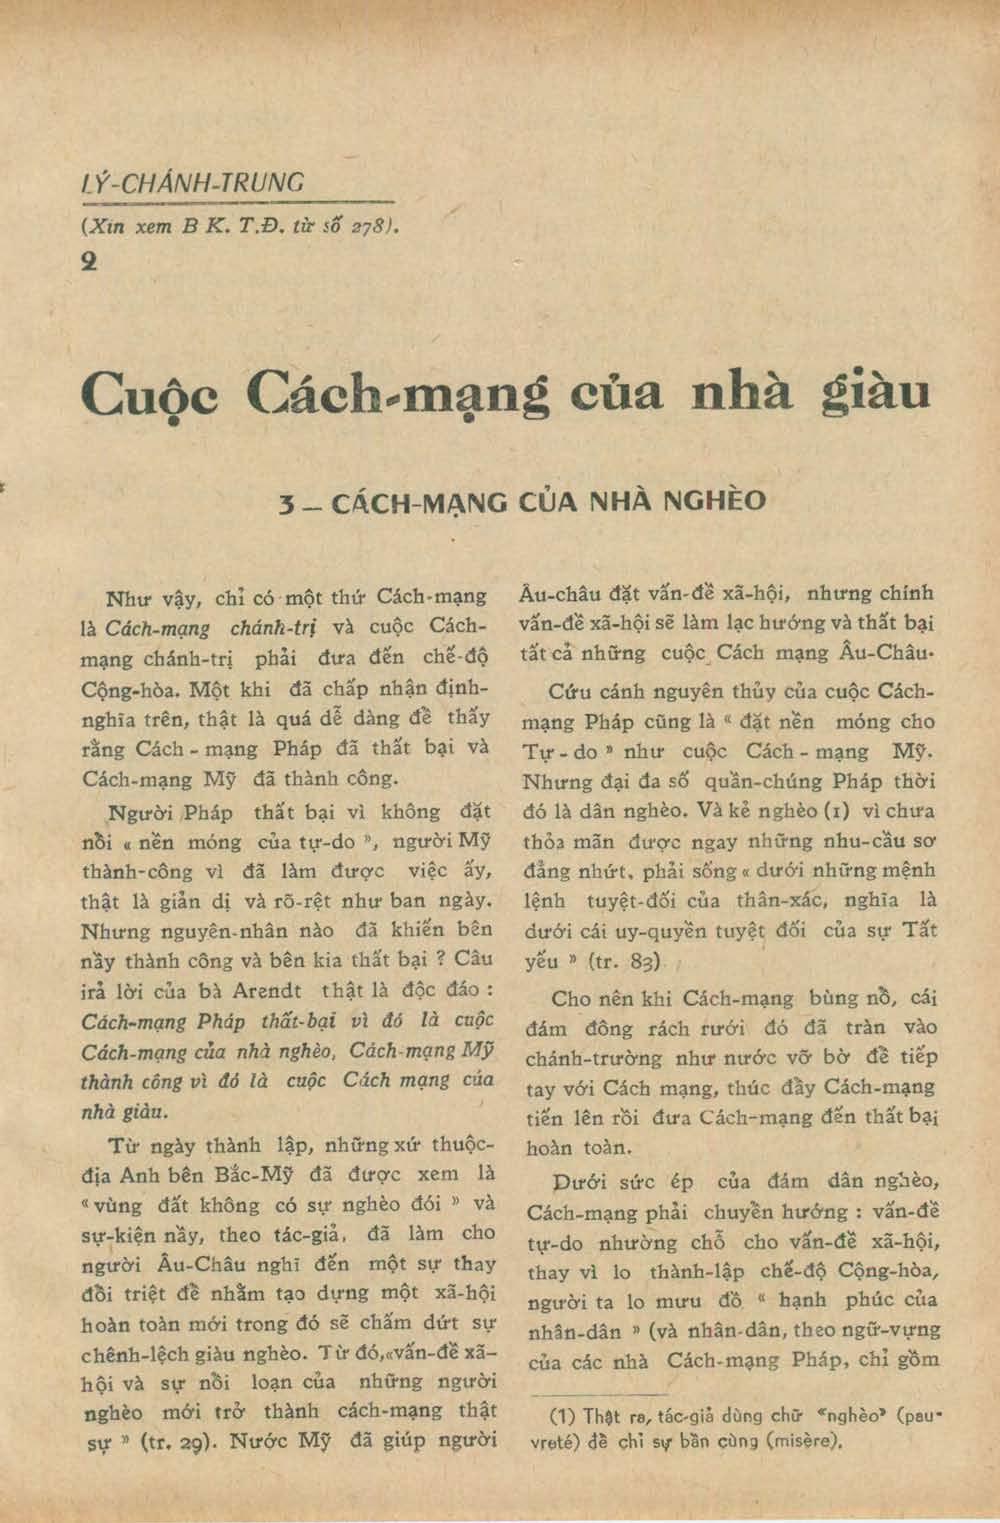 LÝ-CHÁNH-TRUNG
(Xin xem B K. T.Đ. từ số 278).
2
Cuộc Cách-mạng của nhà giàu
3 — CÁCH-MẠNG CỦA NHÀ NGHÈO
Như vậy, chỉ có một thứ Cách-mạng
là Cách-mạng chánh-trị và cuộc Cách-
mạng chánh-trị phải đưa đến chế-độ
Cộng-hòa. Một khi đã chấp nhận định-
nghĩa trên, thật là quá dễ dàng để thấy
rằng Cách - mạng Pháp đã thất bại và
Cách-mạng Mỹ đã thành công.
Người Pháp thất bại vì không đặt
nổi « nền móng của tự-do », người Mỹ
thành-công vì đã làm được việc ấy,
thật là giản dị và rõ-rệt như ban ngày.
Nhưng nguyên-nhân nào đã khiến bên
nầy thành công và bên kia thất bại ? Câu
trả lời của bà Arendt thật là độc đáo :
Cách-mạng Pháp thất-bại vì đó là cuộc
Cách-mạng của nhà nghèo, Cách-mạng Mỹ
thành công vì đó là cuộc Cách mạng của
nhà giàu.
Từ ngày thành lập, những xứ thuộc-
địa Anh bên Bắc-Mỹ đã được xem là
« vùng đất không có sự nghèo đói » và
sự-kiện nầy, theo tác-giả, đã làm cho
người Âu-Châu nghĩ đến một sự thay
đổi triệt để nhằm tạo dựng một xã-hội
hoàn toàn mới trong đó sẽ chấm dứt sự
chênh-lệch giàu nghèo. Từ đó,«vấn-đề xã-
hội và sự nổi loạn của những người
nghèo mới trở thành cách-mạng thật
sự » (tr. 29). Nước Mỹ đã giúp người
Âu-châu đặt vấn-đề xã-hội, nhưng chính
vấn-đề xã-hội sẽ làm lạc hướng và thất bại
tất cả những cuộc Cách mạng Âu-Châu.
Cứu cánh nguyên thủy của cuộc Cách-
mạng Pháp cũng là « đặt nền móng cho
Tự - do » như cuộc Cách - mạng Mỹ.
Nhưng đại đa số quần-chúng Pháp thời
đó là dân nghèo. Và kẻ nghèo (1) vì chưa
thỏa mãn được ngay những nhu-cầu sơ
đẳng nhứt, phải sống « dưới những mệnh
lệnh tuyệt-đối của thân-xác, nghĩa là
dưới cái uy-quyền tuyệt đối của sự Tất
yếu » (tr. 83)
Cho nên khi Cách-mạng bùng nổ, cái
đám đông rách rưới đó đã tràn vào
chánh-trường như nước vỡ bờ để tiếp
tay với Cách mạng, thúc đẩy Cách-mạng
tiến lên rồi đưa Cách-mạng đến thất bại
hoàn toàn.
Dưới sức ép của đám dân nghèo,
Cách-mạng phải chuyển hướng : vấn-đề
tự-do nhường chỗ cho vấn-đề xã-hội,
thay vì lo thành-lập chế-độ Cộng-hòa,
người ta lo mưu đồ « hạnh phúc của
nhân-dân » (và nhân-dân, theo ngữ-vựng
của các nhà Cách-mạng Pháp, chỉ gồm
(1) Thật ra, tác-giả dùng chữ «nghèo» (pau-
vreté) để chỉ sự bần cùng (misère).